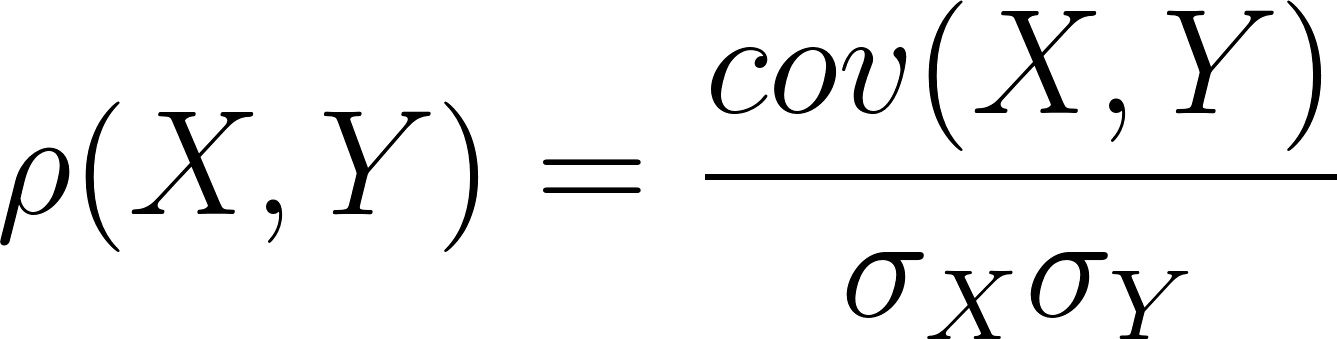 ρ(X, Y) = cov(X, Y) / σ_X σ_Y